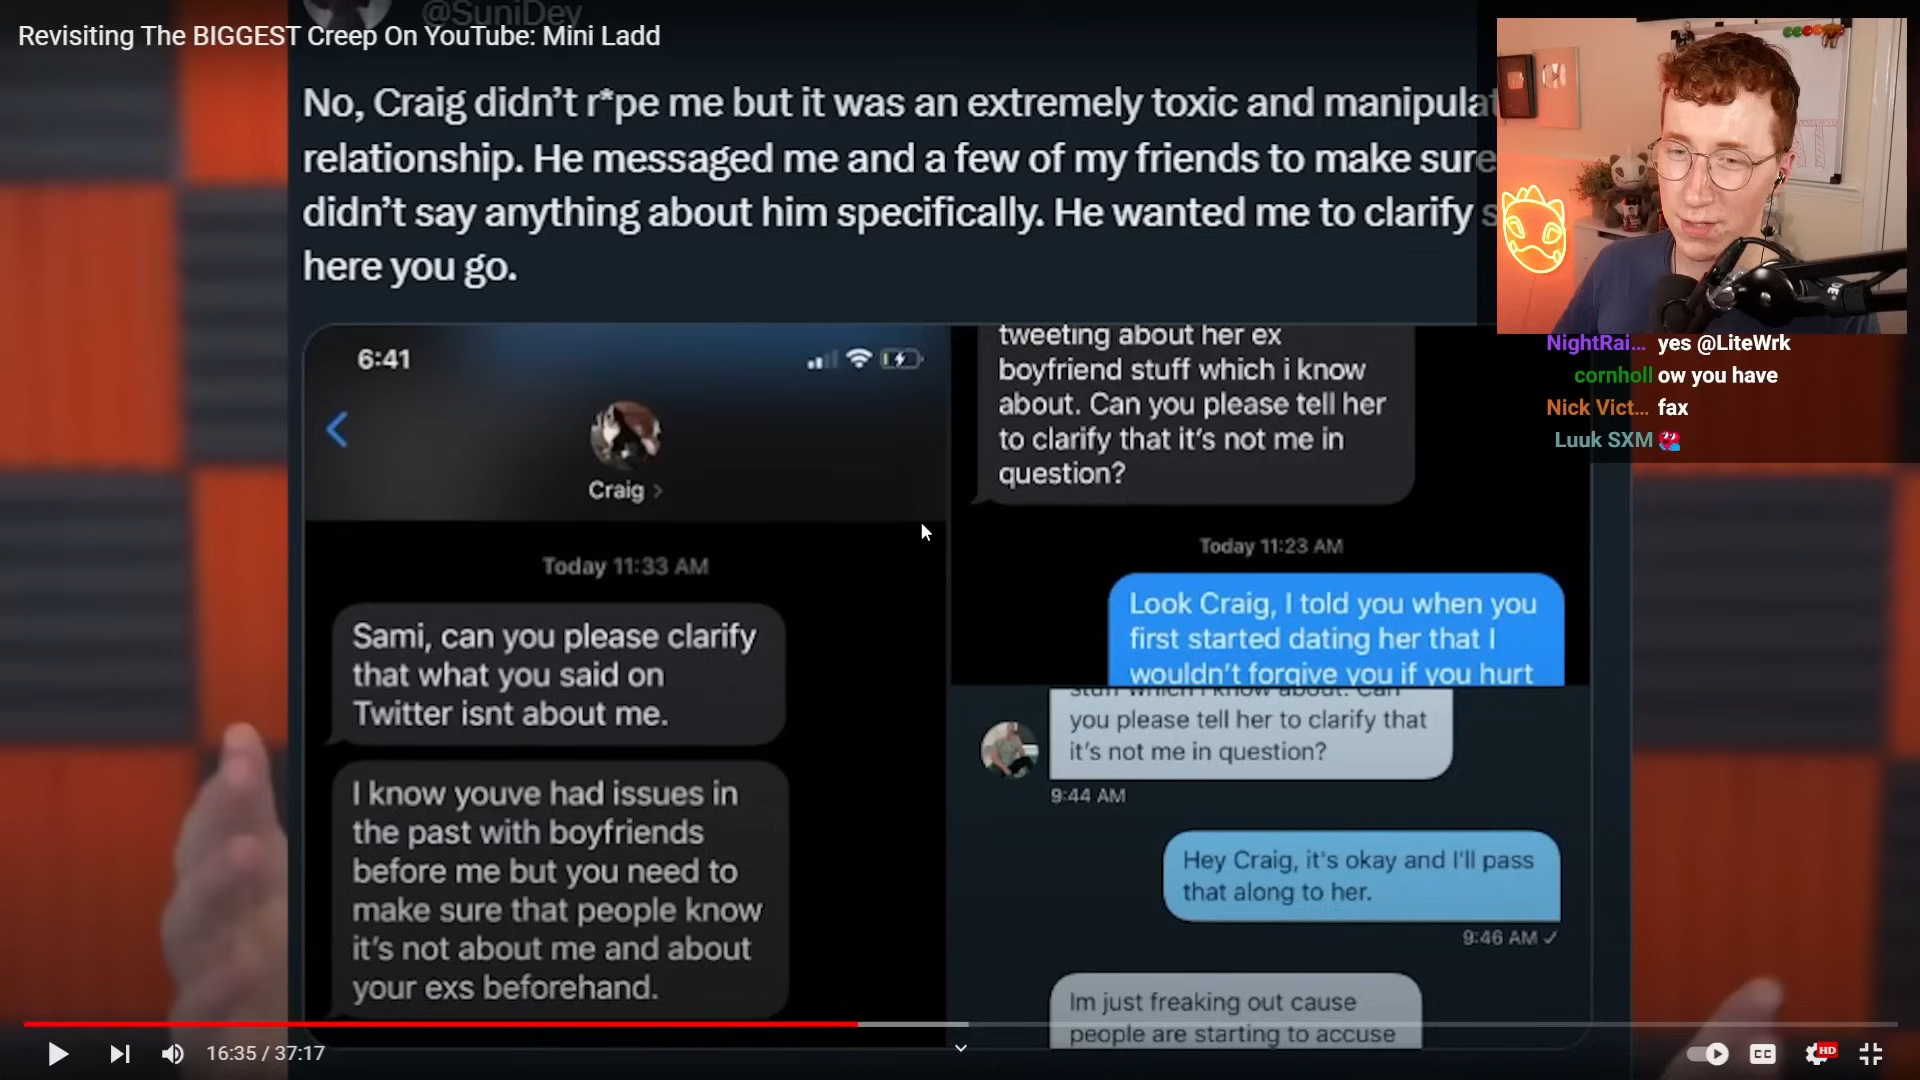 @SuniDey
Revisiting The BIGGEST Creep On YouTube: Mini Ladd
No, Craig didn't r*pe me but it was an extremely toxic and
relationship. He messaged me and a few of my friends to make sure
didn't say anything about him specifically. He wanted me to clarify
here you go.
6:41
Craig >
Today 11:33 AM
Sami, can you please clarify
that what you said on
Twitter isnt about me.
I know youve had issues in
the past with boyfriends
before me but you need to
make sure that people know
it's not about me and about
your exs beforehand.
tweeting about her ex
boyfriend stuff which i know
about. Can you please tell her
to clarify that it's not me in
question?
Today 11:23 AM
Look Craig, I told you when you
first started dating her that I
wouldn't forgive you if you hurt
stuff which I know about. Can
you please tell her to clarify that
it's not me in question?
9:44 AM
Hey Craig, it's okay and I'll pass
that along to her.
9:46 AM ✓
Im just freaking out cause
people are starting to accuse
NightRai... yes @LiteWrk
cornholl ow you have
Nick Vict... fax
Luuk SXM
16:35 / 37:17
CC
HD